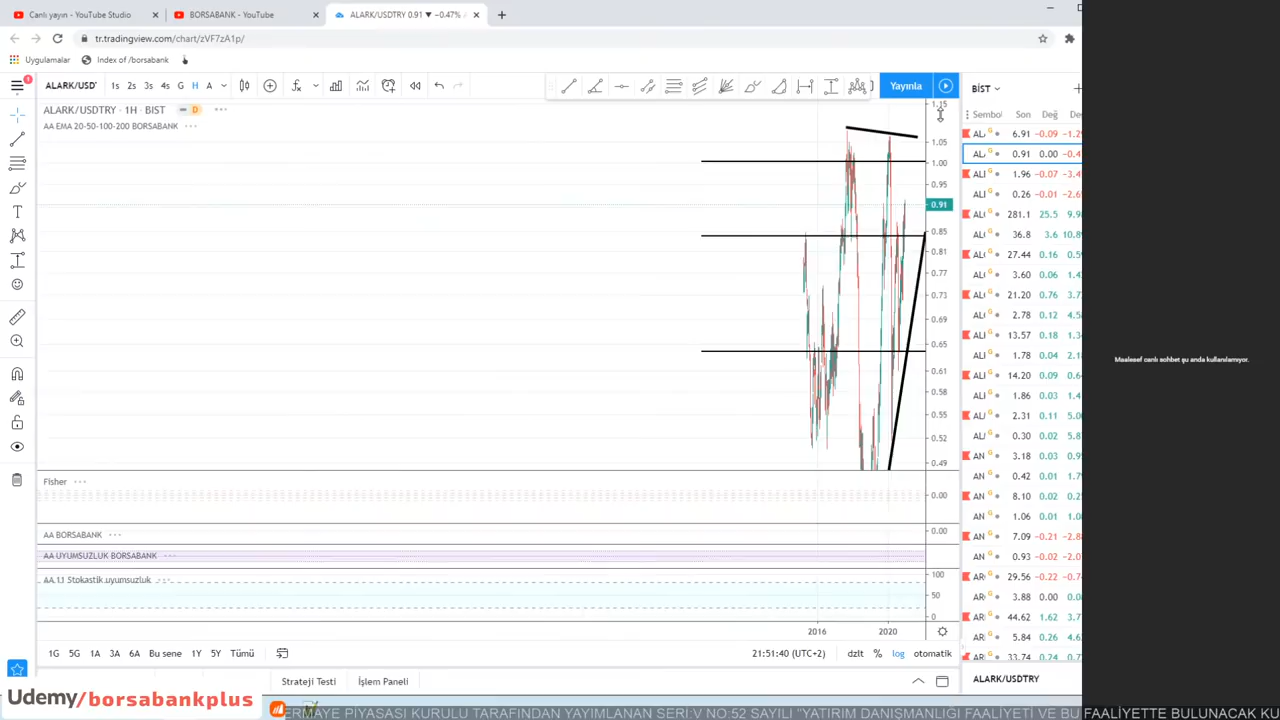 Canlı yayın - YouTube Studio
BORSABANK - YouTube
ALARK/USDTRY 0.91 ▼ −0.47%
tr.tradingview.com/chart/zVF7zA1p/
Uygulamalar
Index of /borsabank
ALARK/USD
1s 2s 3s 4s G H A
Yayınla
BİST
ALARK/USDTRY · 1H · BIST
D
AA EMA 20-50-100-200 BORSABANK
Sembol Son Değ
1.15
1.05
1.00
0.95
0.91
0.85
0.81
0.77
0.73
0.69
0.65
0.61
0.58
0.55
0.52
0.49
6.91 −0.09
0.91 0.00
1.96 −0.07
0.26 −0.01
281.1 25.5
36.8 3.6
27.44 0.16
3.60 0.06
21.20 0.76
2.78 0.12
13.57 0.18
1.78 0.04
14.20 0.09
1.86 0.03
2.31 0.11
0.30 0.02
3.18 0.03
0.42 0.01
8.10 0.02
1.06 0.01
7.09 −0.21
0.93 −0.02
29.56 −0.22
3.88 0.00
44.62 1.62
5.84 0.26
33.74 0.24
Fisher
0.00
AA BORSABANK
0.00
AA UYUMSUZLUK BORSABANK
AA 11 Stokastik uyumsuzluk
100
50
0
2016 2020
1G 5G 1A 3A 6A Bu sene 1Y 5Y Tümü
21:51:40 (UTC+2)
dzlt % log otomatik
Strateji Testi İşlem Paneli
ALARK/USDTRY
Maalesef canlı sohbet şu anda kullanılamıyor.
Udemy/borsabankplus
ERMAYE PİYASASI KURULU TARAFINDAN YAYIMLANAN SERİ:V NO:52 SAYILI "YATIRIM DANIŞMANLIĞI FAALİYETİ VE BU FAALİYETTE BULUNACAK KU